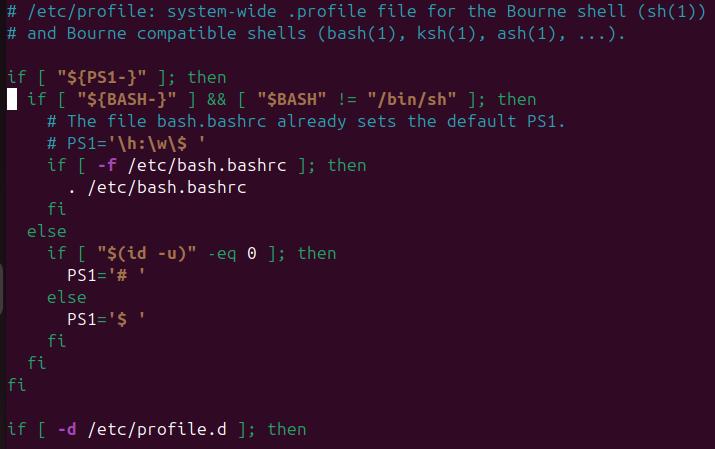 # /etc/profile: system-wide .profile file for the Bourne shell (sh(1))
# and Bourne compatible shells (bash(1), ksh(1), ash(1), ...).

if [ "${PS1-}" ]; then
  if [ "${BASH-}" ] && [ "$BASH" != "/bin/sh" ]; then
    # The file bash.bashrc already sets the default PS1.
    # PS1='\h:\w\$ '
    if [ -f /etc/bash.bashrc ]; then
      . /etc/bash.bashrc
    fi
  else
    if [ "$(id -u)" -eq 0 ]; then
      PS1='# '
    else
      PS1='$ '
    fi
  fi
fi

if [ -d /etc/profile.d ]; then